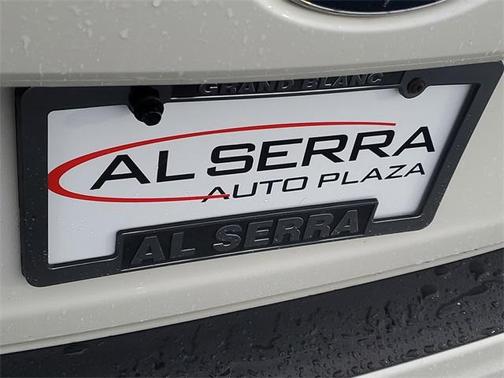 GRAND BLANC
AL SERRA
AUTO PLAZA
AL SERRA